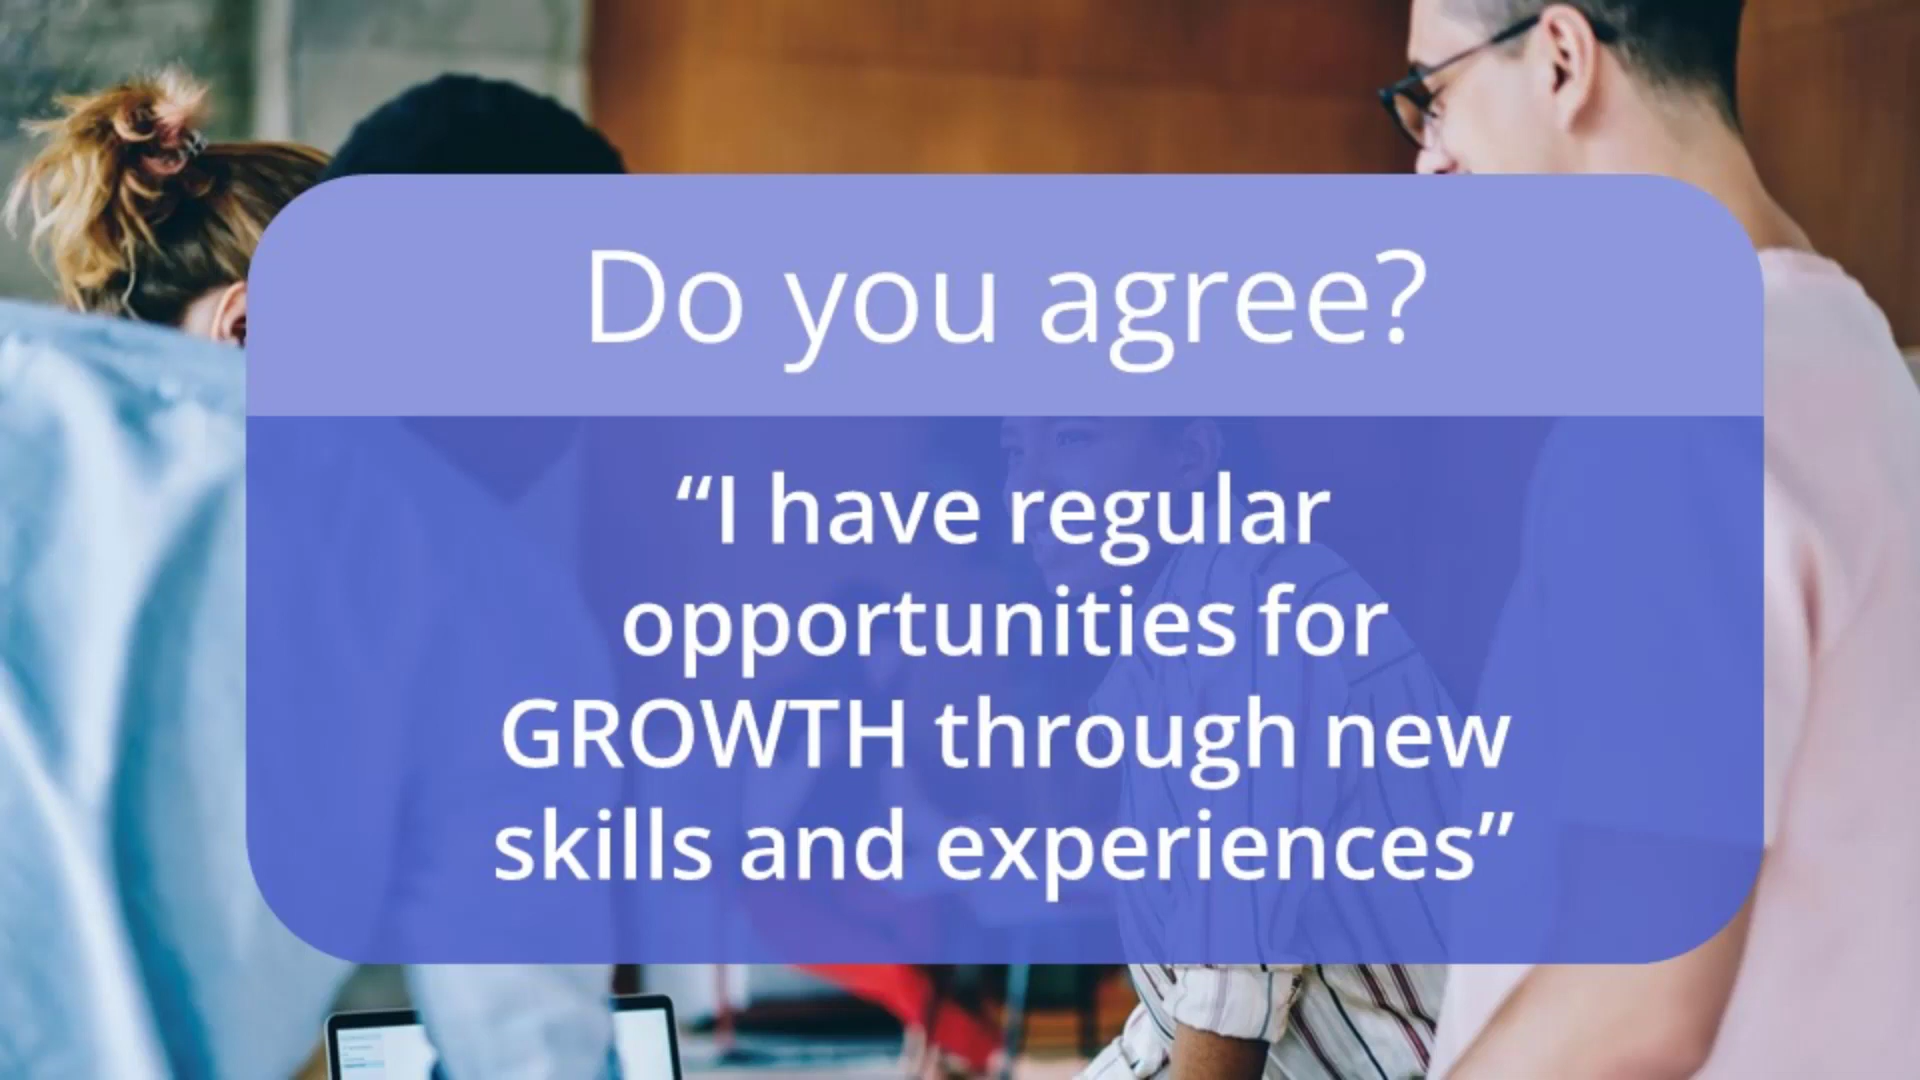 Do you agree?
“I have regular
opportunities for
GROWTH through new
skills and experiences”